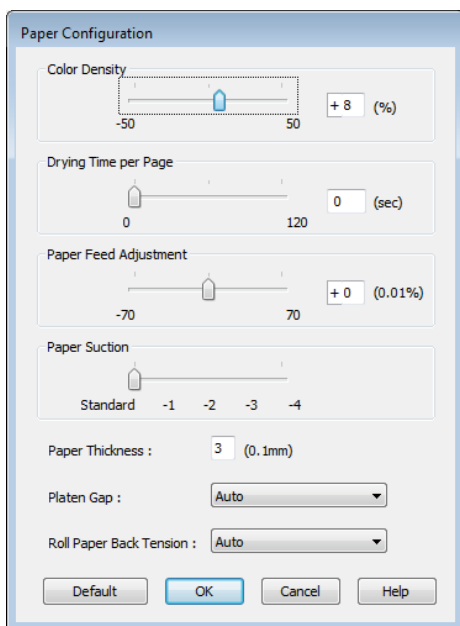 Paper Configuration
Color Density
+ 8 (%)
-50 50
Drying Time per Page
0 (sec)
0 120
Paper Feed Adjustment
+ 0 (0.01%)
-70 70
Paper Suction
Standard -1 -2 -3 -4
Paper Thickness : 3 (0.1mm)
Platen Gap : Auto
Roll Paper Back Tension : Auto
Default OK Cancel Help